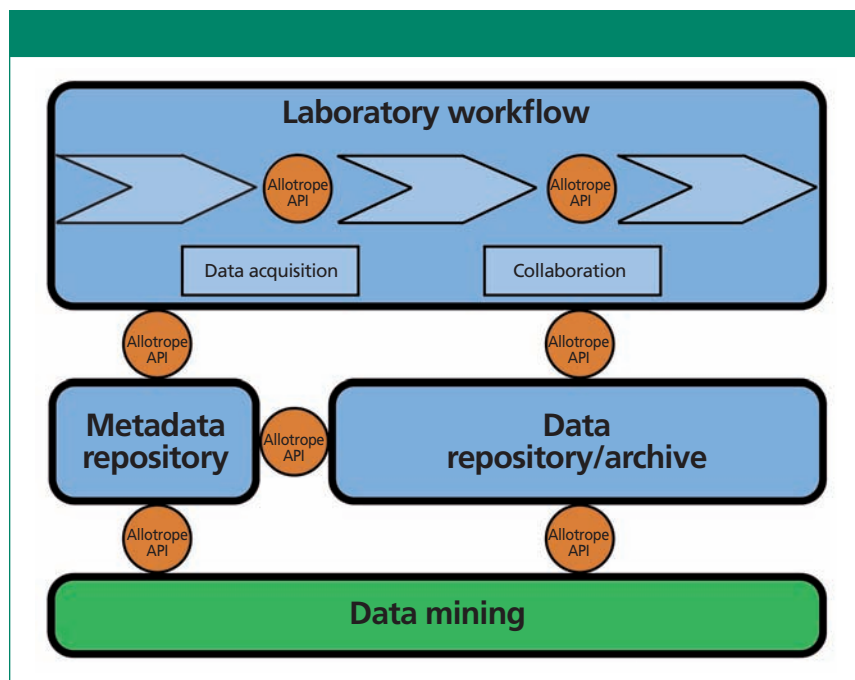 Laboratory workflow
Allotrope
API
Allotrope
API
Data acquisition
Collaboration
Allotrope
API
Allotrope
API
Metadata
repository
Allotrope
API
Data
repository/archive
Allotrope
API
Allotrope
API
Data mining